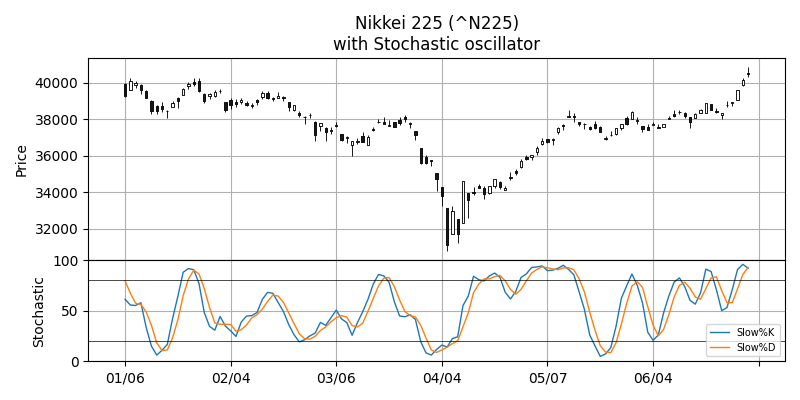 Nikkei 225 (^N225)
with Stochastic oscillator
40000
38000
36000
34000
32000
Price
100
50
0
Stochastic
Slow%K
Slow%D
01/06
02/04
03/06
04/04
05/07
06/04